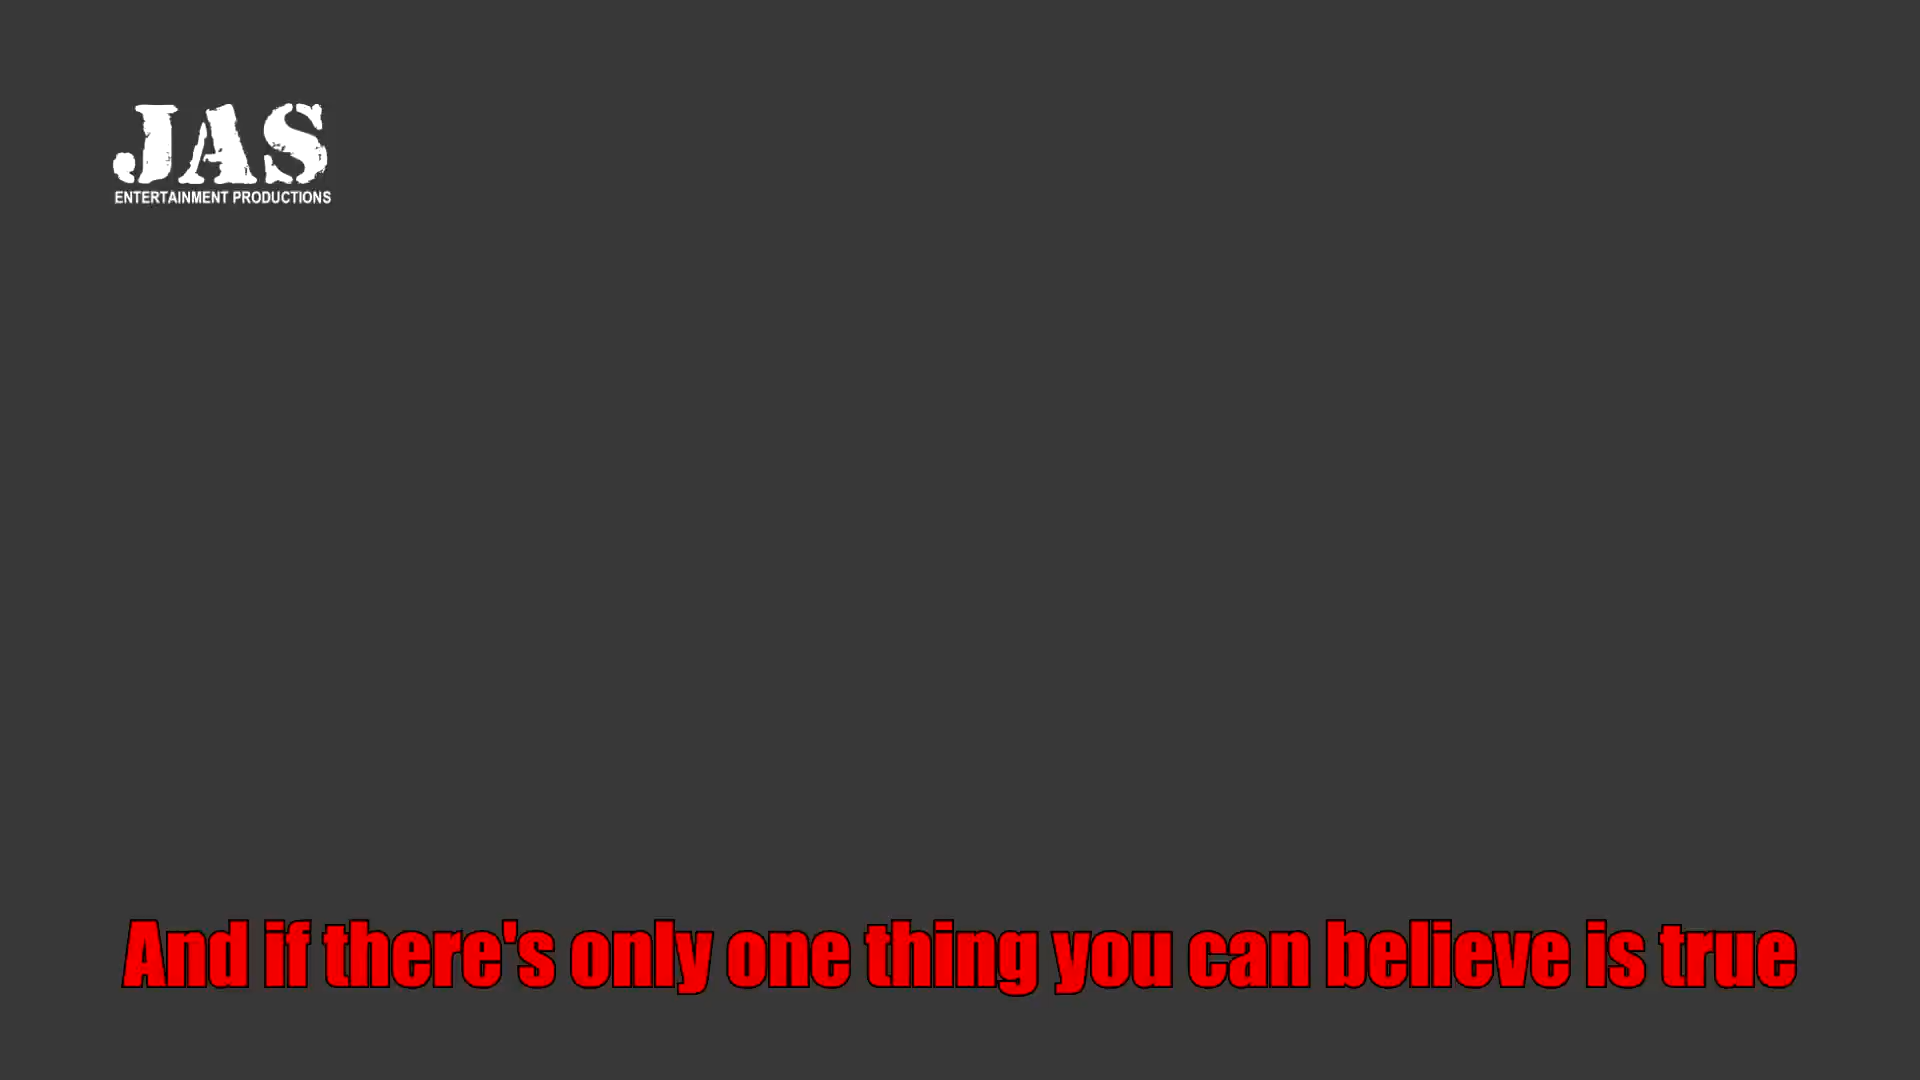 JAS
ENTERTAINMENT PRODUCTIONS
And if there's only one thing you can believe is true